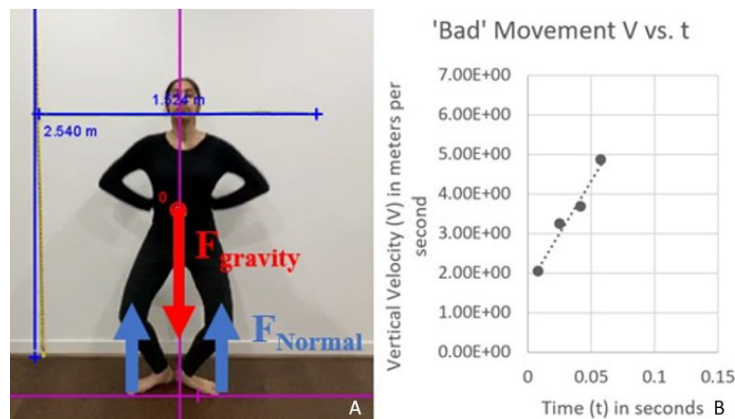 1.524 m
2.540 m
0
F gravity
F Normal
A
'Bad' Movement V vs. t
Vertical Velocity (V) in meters per
second
7.00E+00
6.00E+00
5.00E+00
4.00E+00
3.00E+00
2.00E+00
1.00E+00
0.00E+00
0 0.05 0.1 0.15
Time (t) in seconds
B